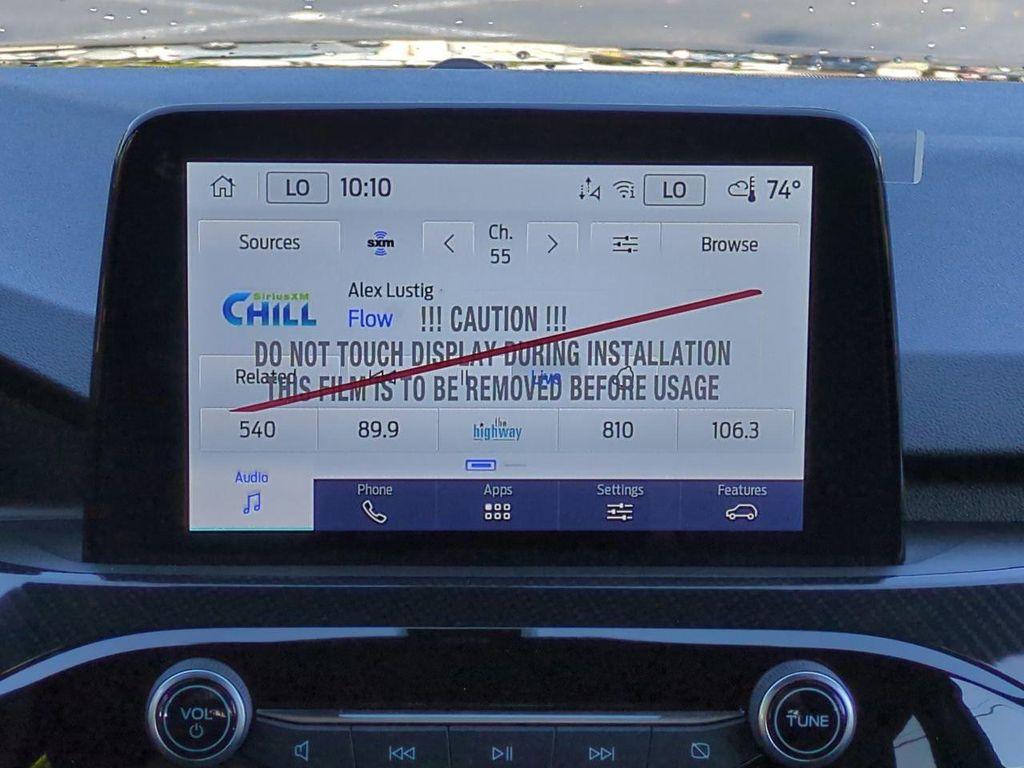 LO 10:10 LO 74°
Sources sxm Ch. 55 Browse
SiriusXM CHILL
Alex Lustig
Flow
!!! CAUTION !!!
DO NOT TOUCH DISPLAY DURING INSTALLATION
THIS FILM IS TO BE REMOVED BEFORE USAGE
Related Live
540 89.9 the highway 810 106.3
Audio Phone Apps Settings Features
VOL TUNE